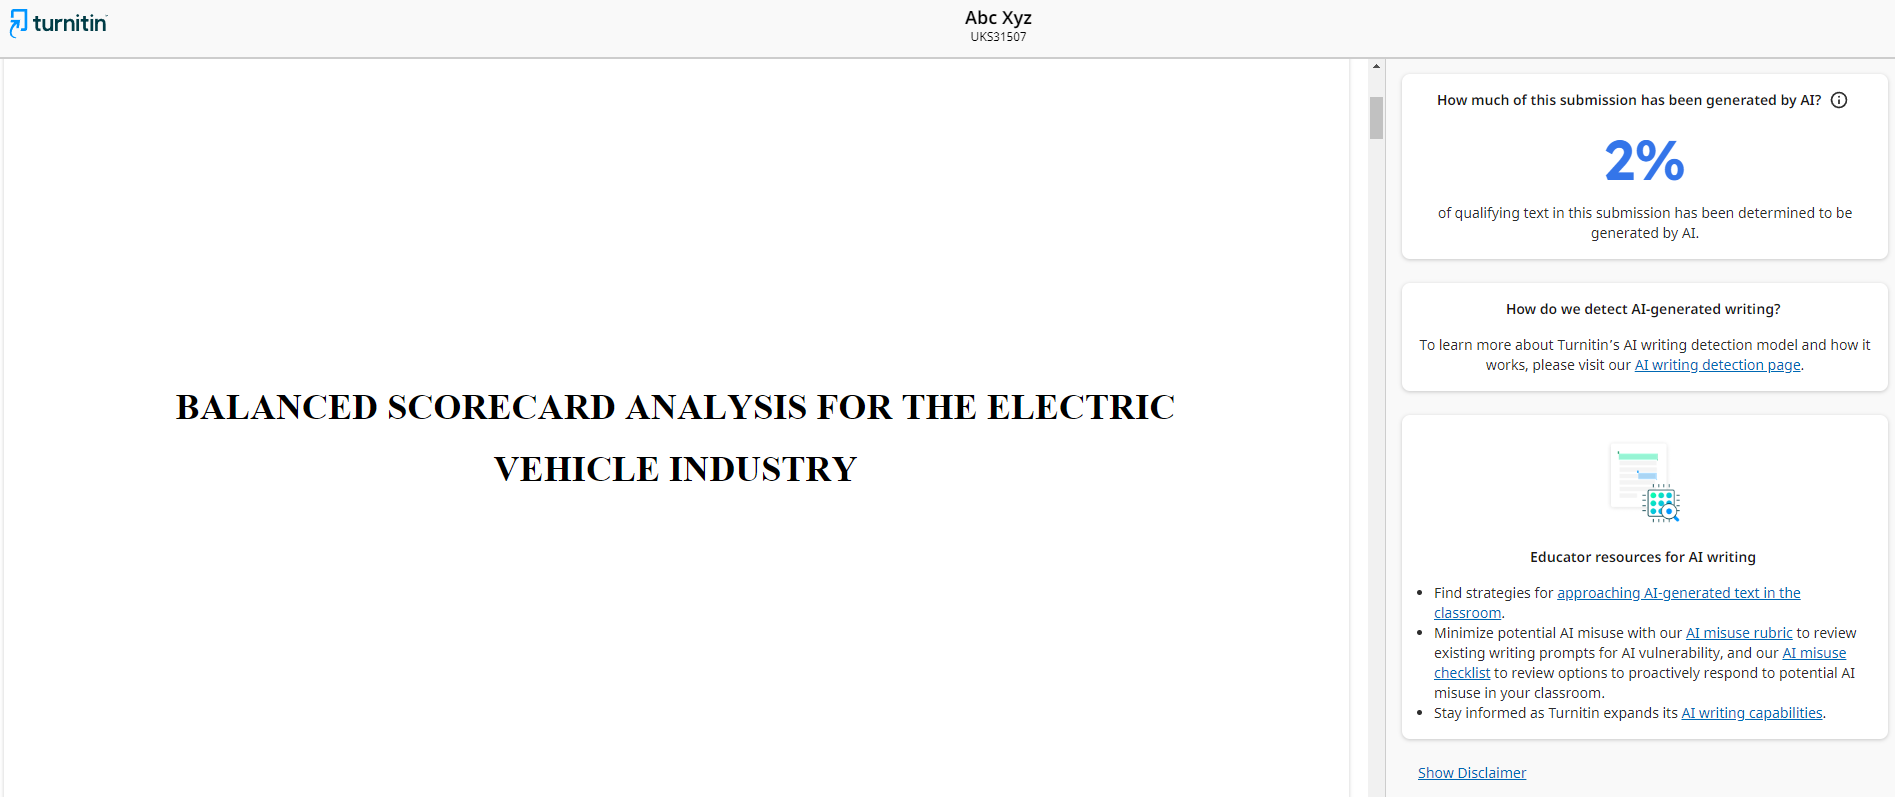 turnitin
Abc Xyz
UKS31507
BALANCED SCORECARD ANALYSIS FOR THE ELECTRIC
VEHICLE INDUSTRY
How much of this submission has been generated by AI?
2%
of qualifying text in this submission has been determined to be
generated by AI.
How do we detect AI-generated writing?
To learn more about Turnitin's AI writing detection model and how it
works, please visit our AI writing detection page.
Educator resources for AI writing
• Find strategies for approaching AI-generated text in the
classroom.
• Minimize potential AI misuse with our AI misuse rubric to review
existing writing prompts for AI vulnerability, and our AI misuse
checklist to review options to proactively respond to potential AI
misuse in your classroom.
• Stay informed as Turnitin expands its AI writing capabilities.
Show Disclaimer